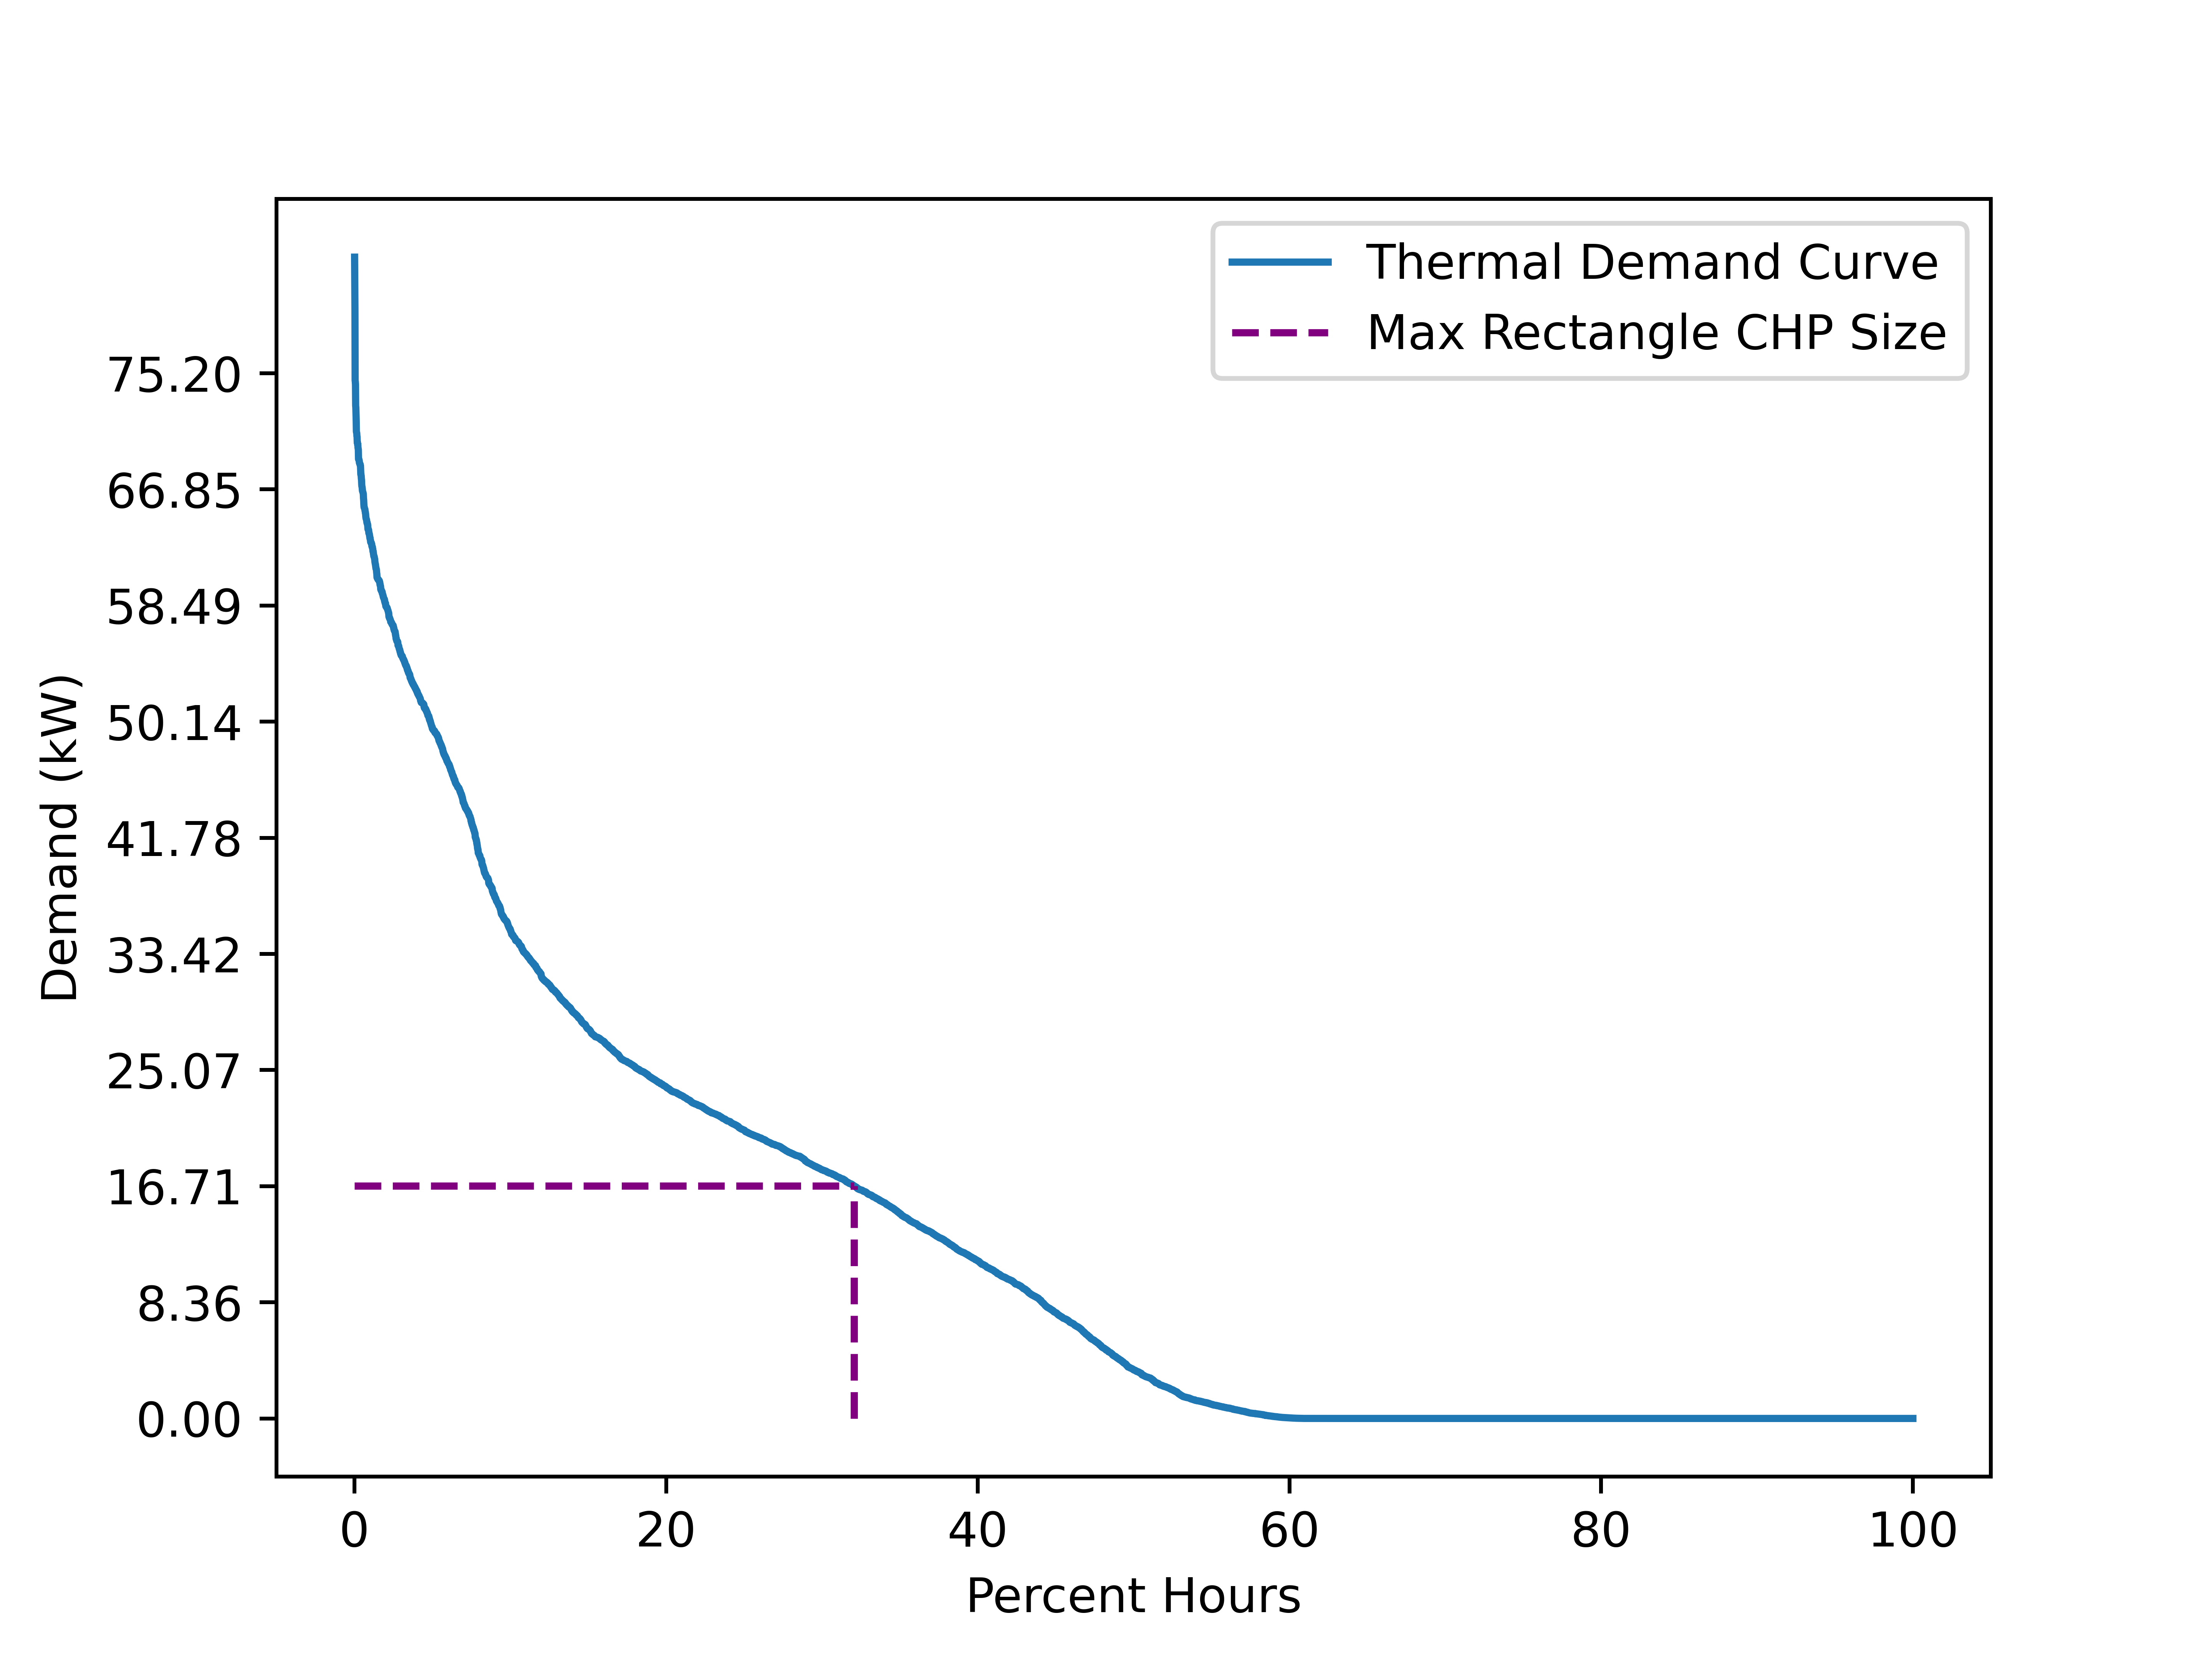 Thermal Demand Curve
Max Rectangle CHP Size
75.20
66.85
58.49
50.14
41.78
33.42
25.07
16.71
8.36
0.00
Demand (kW)
0 20 40 60 80 100
Percent Hours